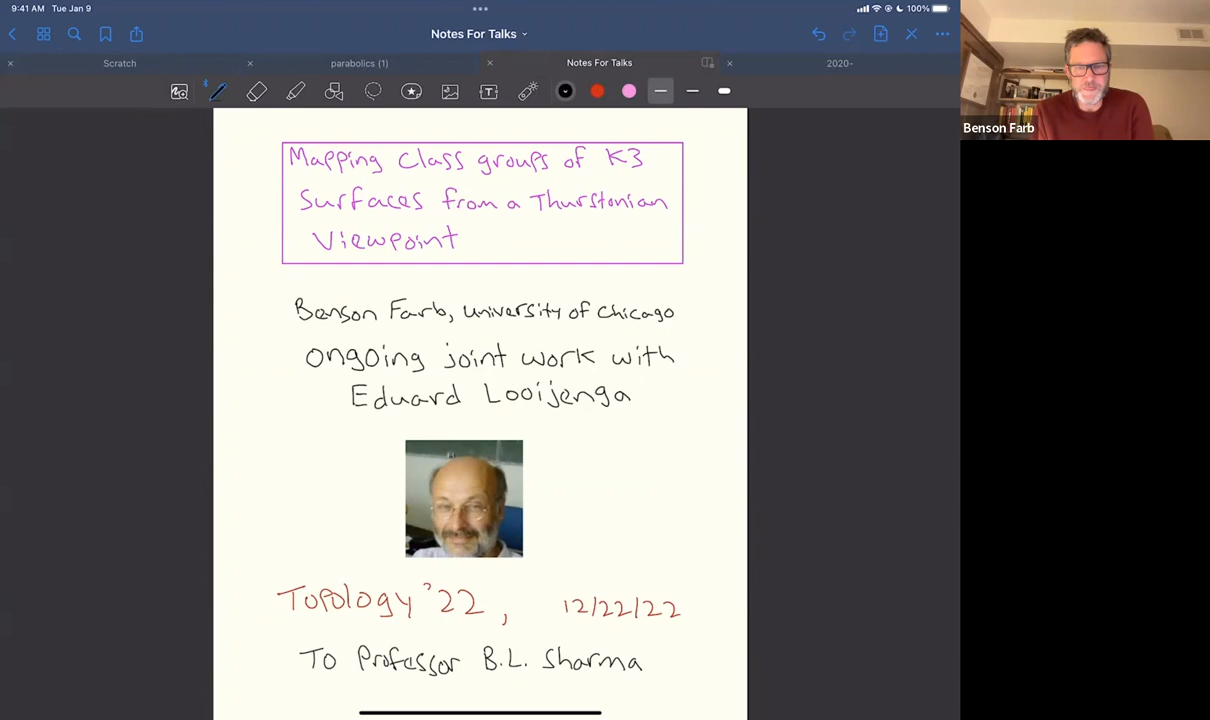 9:41 AM Tue Jan 9
100%
Notes For Talks
Scratch
parabolics (1)
Notes For Talks
2020-
Benson Farb
Mapping Class groups of K3
Surfaces from a Thurstonian
Viewpoint
Benson Farb, University of Chicago
ongoing joint work with
Eduard Looijenga
Topology '22, 12/22/22
To Professor B.L. Sharma